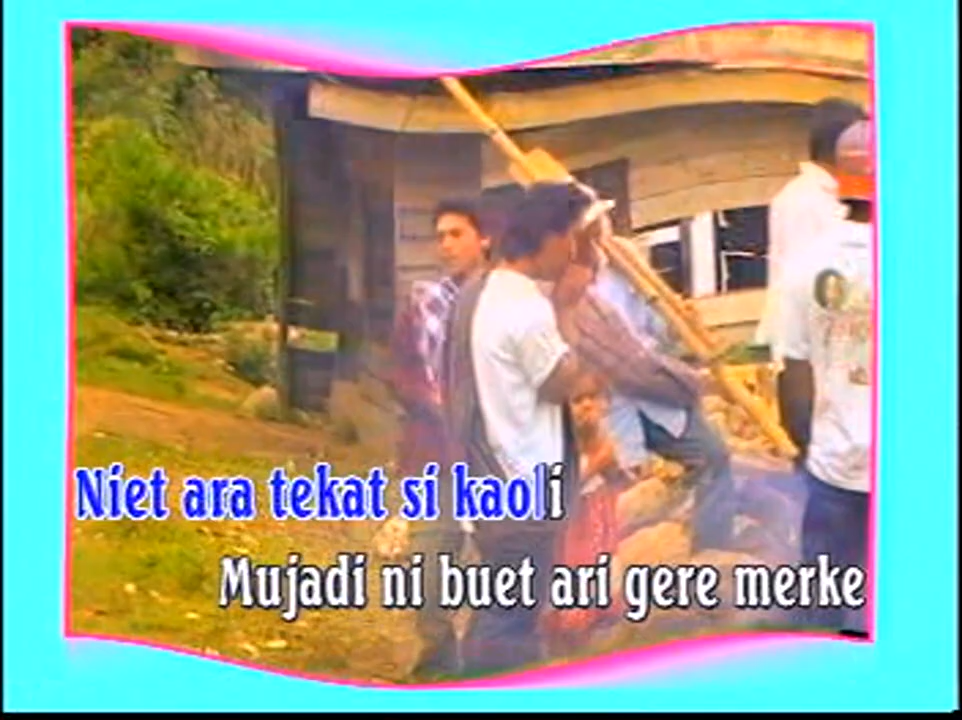 Niet ara tekat si kaoli
Mujadi ni buet ari gere merke